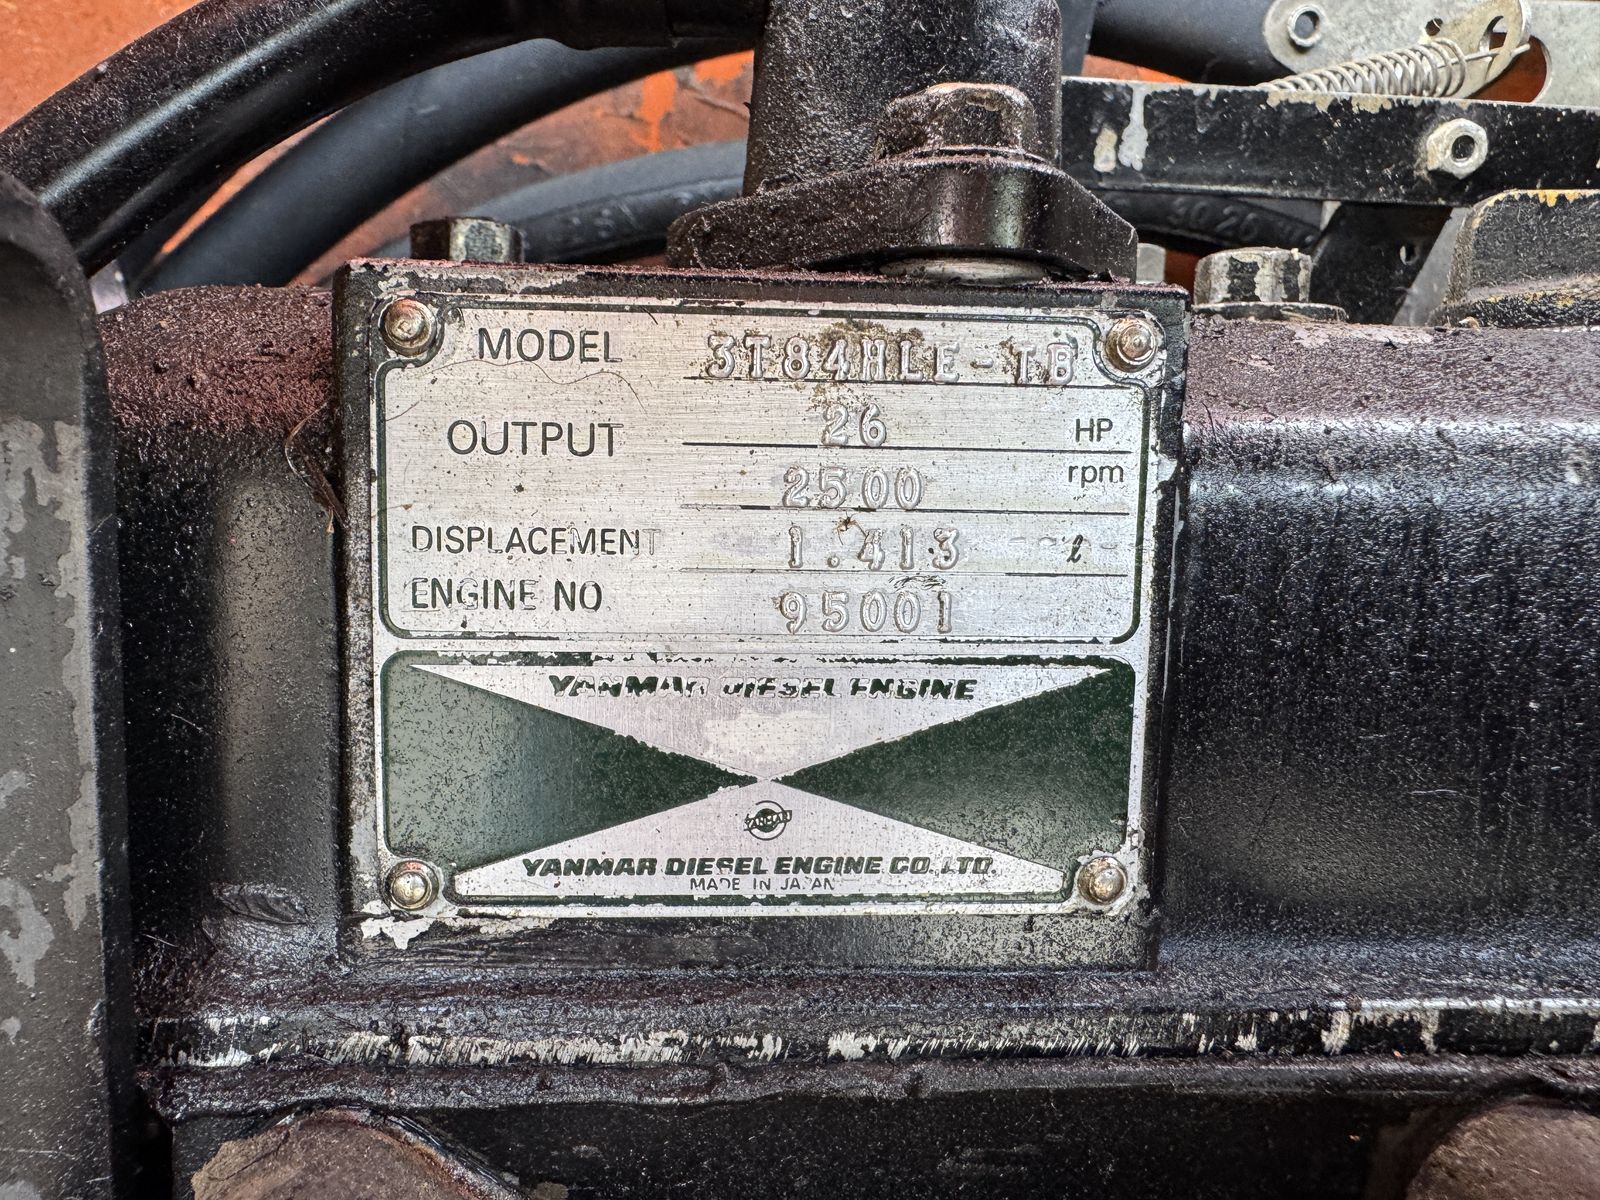 MODEL 3T84HLE-TB
OUTPUT 26 HP
2500 rpm
DISPLACEMENT 1.413 ℓ
ENGINE NO 95001
YANMAR DIESEL ENGINE
YANMAR
YANMAR DIESEL ENGINE CO.,LTD.
MADE IN JAPAN